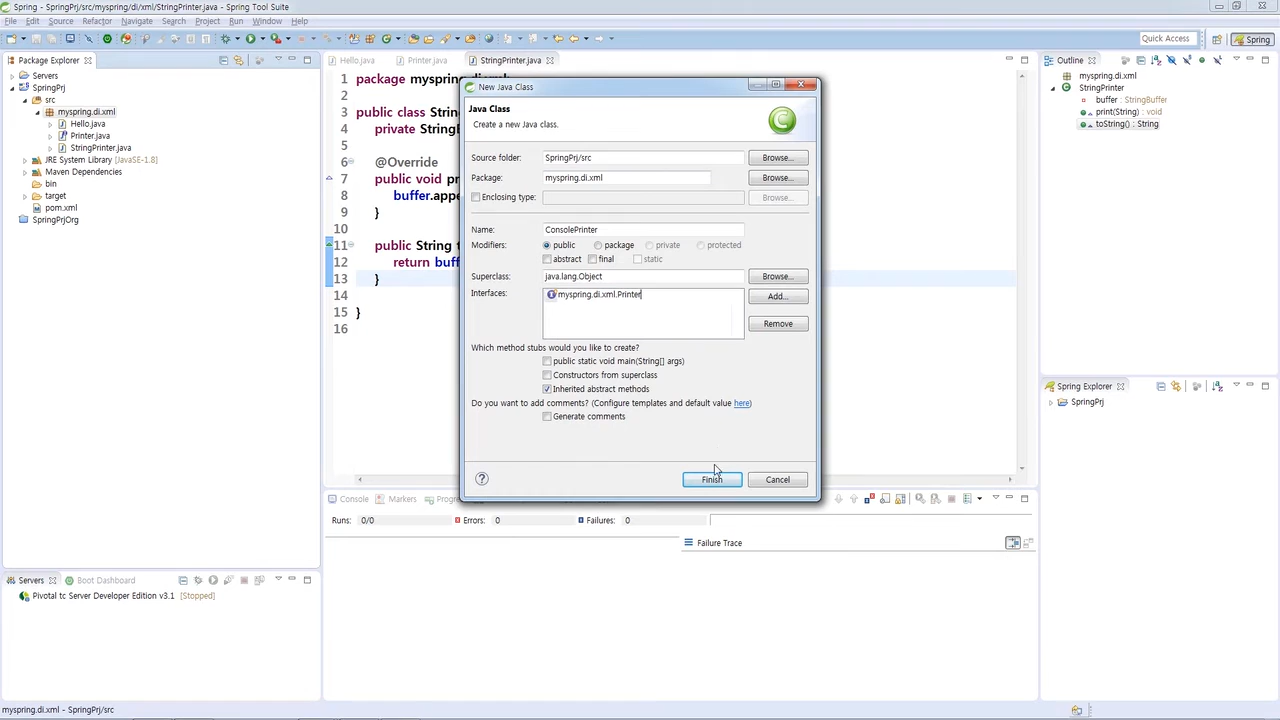 Spring - SpringPrj/src/myspring/di/xml/StringPrinter.java - Spring Tool Suite
File Edit Source Refactor Navigate Search Project Run Window Help
Quick Access
Spring
Package Explorer
Servers
SpringPrj
src
myspring.di.xml
Hello.java
Printer.java
StringPrinter.java
JRE System Library [JavaSE-1.8]
Maven Dependencies
bin
target
pom.xml
SpringPrjOrg
Hello.java Printer.java StringPrinter.java
1 package myspring.di.xml;
2
3 public class Stri
4 private StringB
5
6 @Override
7 public void pri
8 buffer.appe
9 }
10
11 public String t
12 return buff
13 }
14
15 }
16
New Java Class
Java Class
Create a new Java class.
C
Source folder: SpringPrj/src Browse...
Package: myspring.di.xml Browse...
Enclosing type: Browse...
Name: ConsolePrinter
Modifiers: public package private protected
abstract final static
Superclass: java.lang.Object Browse...
Interfaces: myspring.di.xml.Printer Add...
Remove
Which method stubs would you like to create?
public static void main(String[] args)
Constructors from superclass
Inherited abstract methods
Do you want to add comments? (Configure templates and default value here)
Generate comments
? Finish Cancel
Outline
myspring.di.xml
StringPrinter
buffer : StringBuffer
print(String) : void
toString() : String
Spring Explorer
SpringPrj
Console Markers Progre
Runs: 0/0 Errors: 0 Failures: 0
Failure Trace
Servers Boot Dashboard
Pivotal tc Server Developer Edition v3.1 [Stopped]
myspring.di.xml - SpringPrj/src